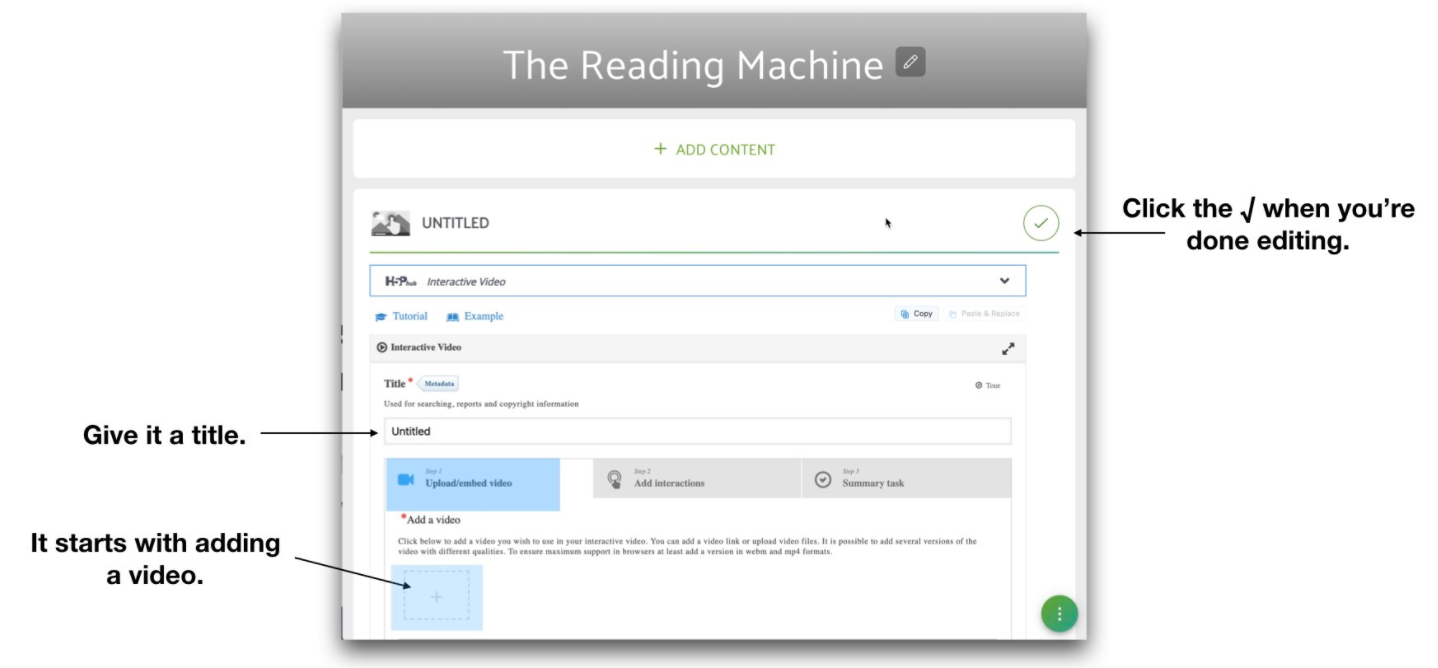 The Reading Machine
+ ADD CONTENT
UNTITLED
Click the √ when you're
done editing.
H5P hub Interactive Video
Tutorial Example Copy Paste & Replace
Interactive Video
Title * Metadata Tour
Used for searching, reports and copyright information
Give it a title.
Untitled
Step 1
Upload/embed video
Step 2
Add interactions
Step 3
Summary task
*Add a video
Click below to add a video you wish to use in your interactive video. You can add a video link or upload video files. It is possible to add several versions of the
video with different qualities. To ensure maximum support in browsers at least add a version in webm and mp4 formats.
It starts with adding
a video.
+